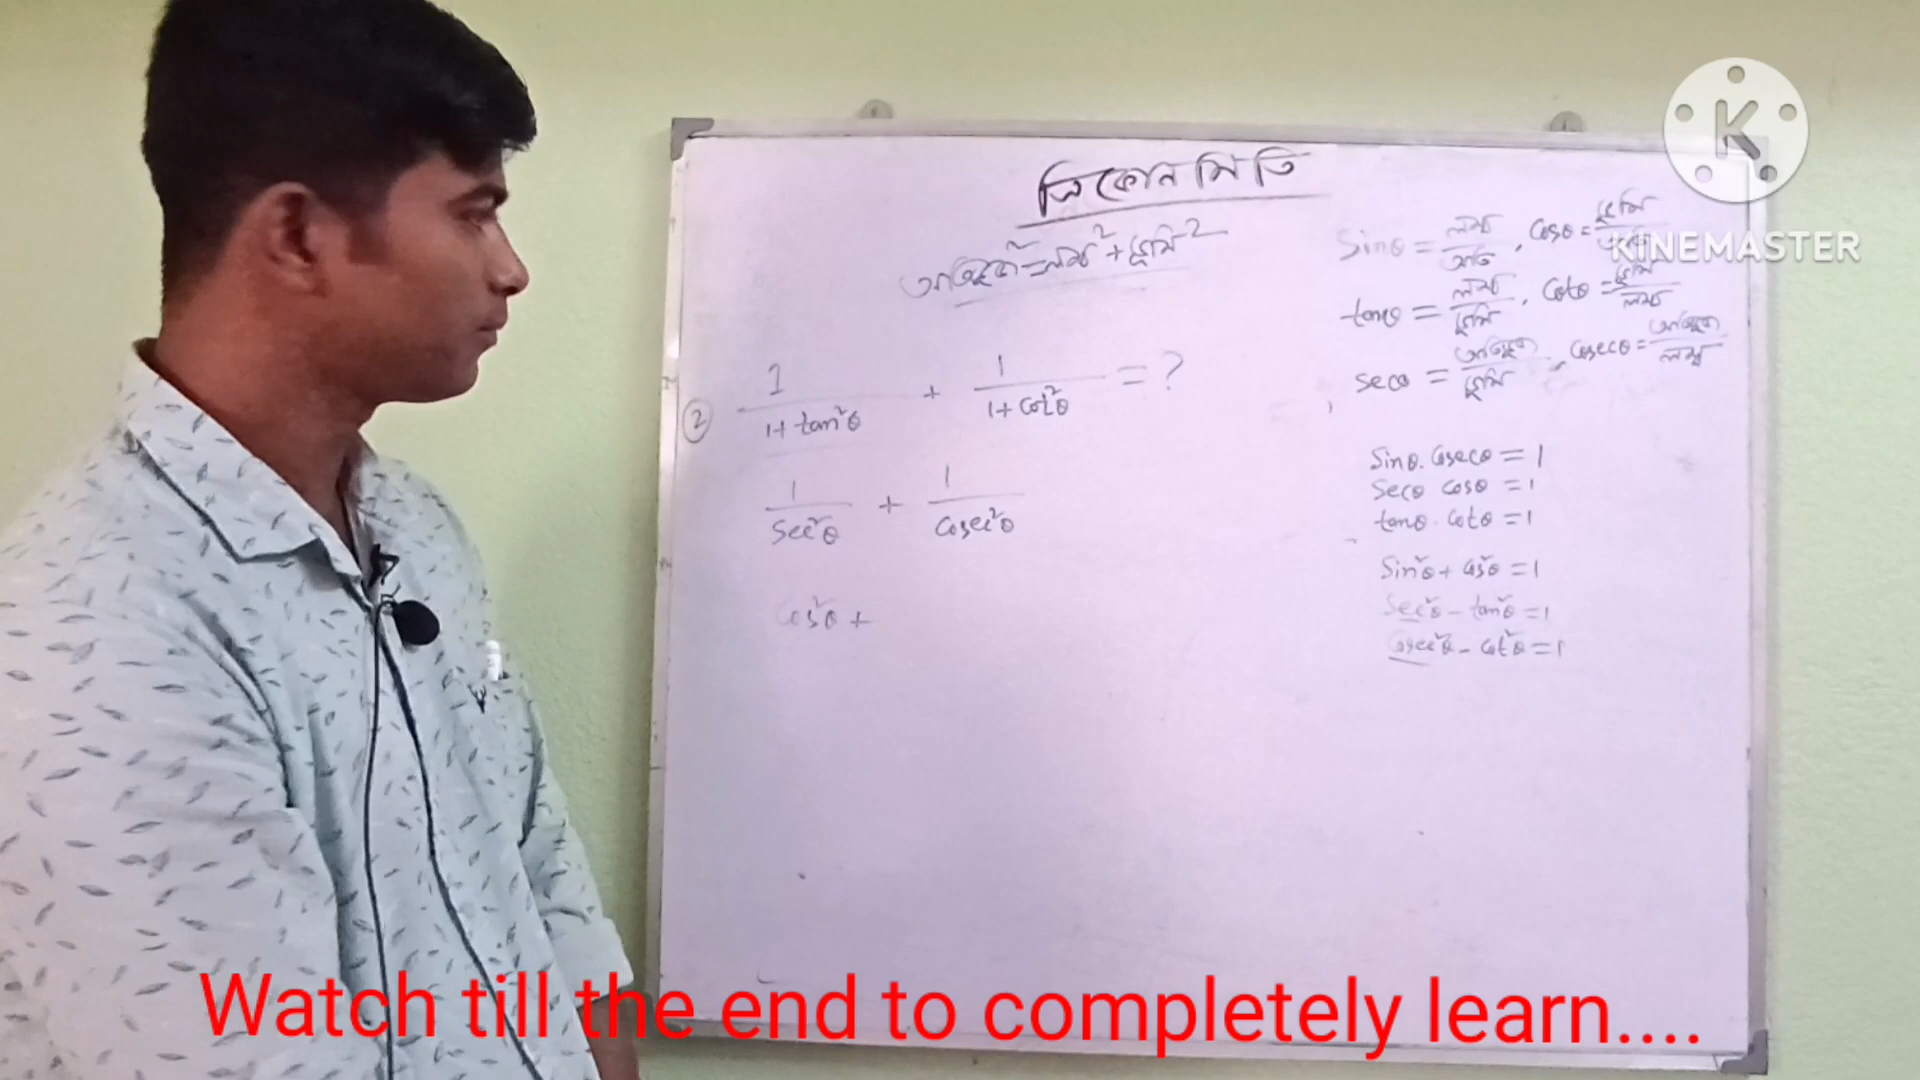 ত্রিকোনমিতি
অতিভুজ² = লম্ব² + ভূমি²
② 1/(1 + tan²θ) + 1/(1 + cot²θ) = ?
1/sec²θ + 1/cosec²θ
cos²θ +
Sinθ = লম্ব/অতি, Cosθ = ভূমি/অতি
tanθ = লম্ব/ভূমি, Cotθ = ভূমি/লম্ব
secθ = অতিভুজ/ভূমি, Cosecθ = অতিভুজ/লম্ব
Sinθ. Cosecθ = 1
Secθ. Cosθ = 1
tanθ. Cotθ = 1
Sin²θ + Cos²θ = 1
Sec²θ - tan²θ = 1
Cosec²θ - Cot²θ = 1
K
KINEMASTER
Watch till the end to completely learn....